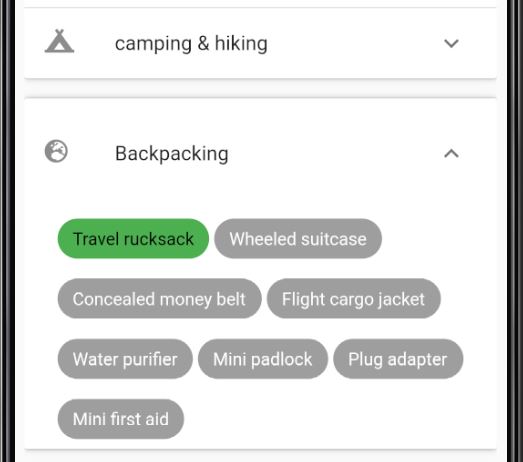 camping & hiking
Backpacking
Travel rucksack Wheeled suitcase
Concealed money belt Flight cargo jacket
Water purifier Mini padlock Plug adapter
Mini first aid